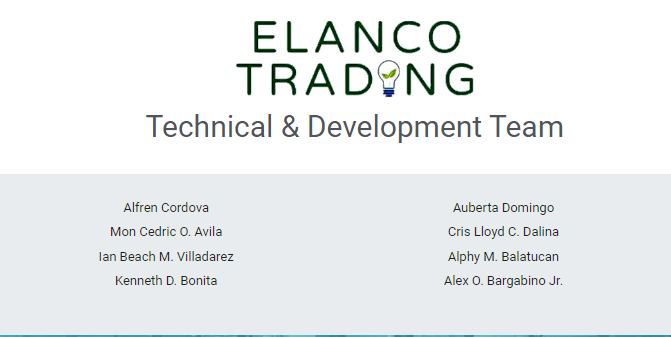 ELANCO
TRADING
Technical & Development Team
Alfren Cordova
Mon Cedric O. Avila
Ian Beach M. Villadarez
Kenneth D. Bonita
Auberta Domingo
Cris Lloyd C. Dalina
Alphy M. Balatucan
Alex O. Bargabino Jr.